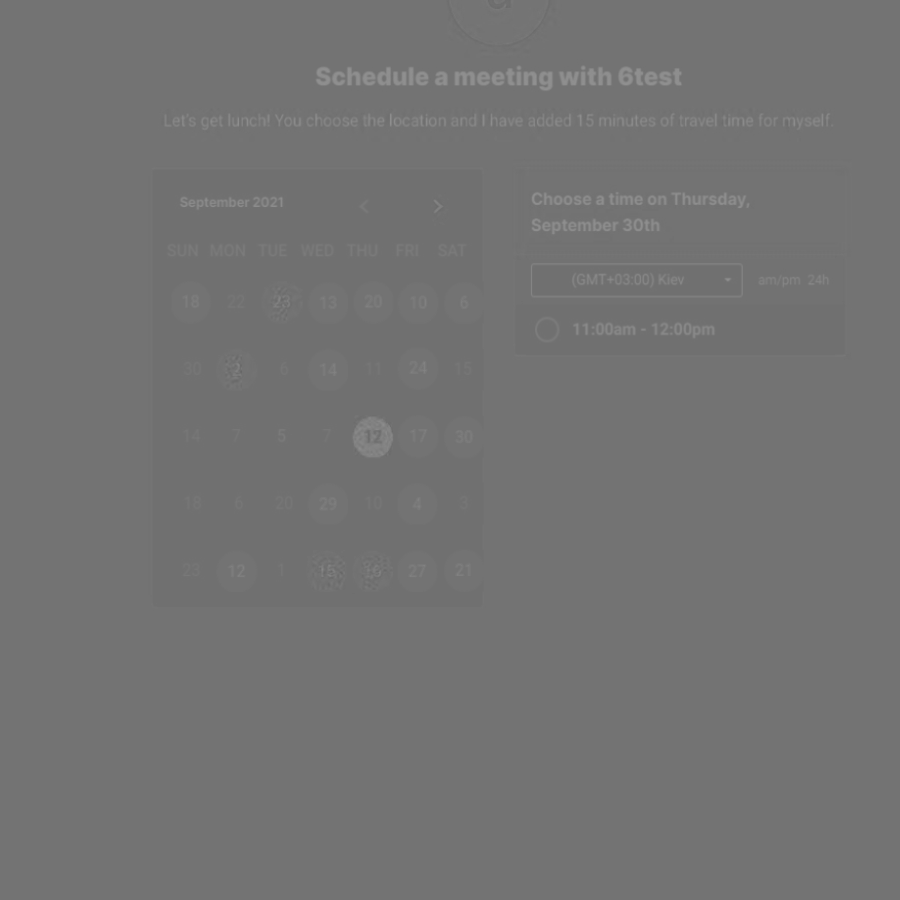 Schedule a meeting with 6test
Let's get lunch! You choose the location and I have added 15 minutes of travel time for myself.
September 2021
SUN MON TUE WED THU FRI SAT
18 22 23 13 20 10 6
30 2 6 14 11 24 15
14 7 5 7 12 17 30
18 6 20 29 10 4 3
23 12 1 15 16 27 21
Choose a time on Thursday,
September 30th
(GMT+03:00) Kiev
am/pm 24h
11:00am - 12:00pm